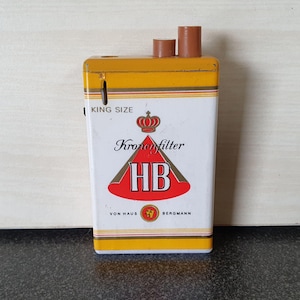 KING SIZE
Kronenfilter
HB
VON HAUS BERGMANN